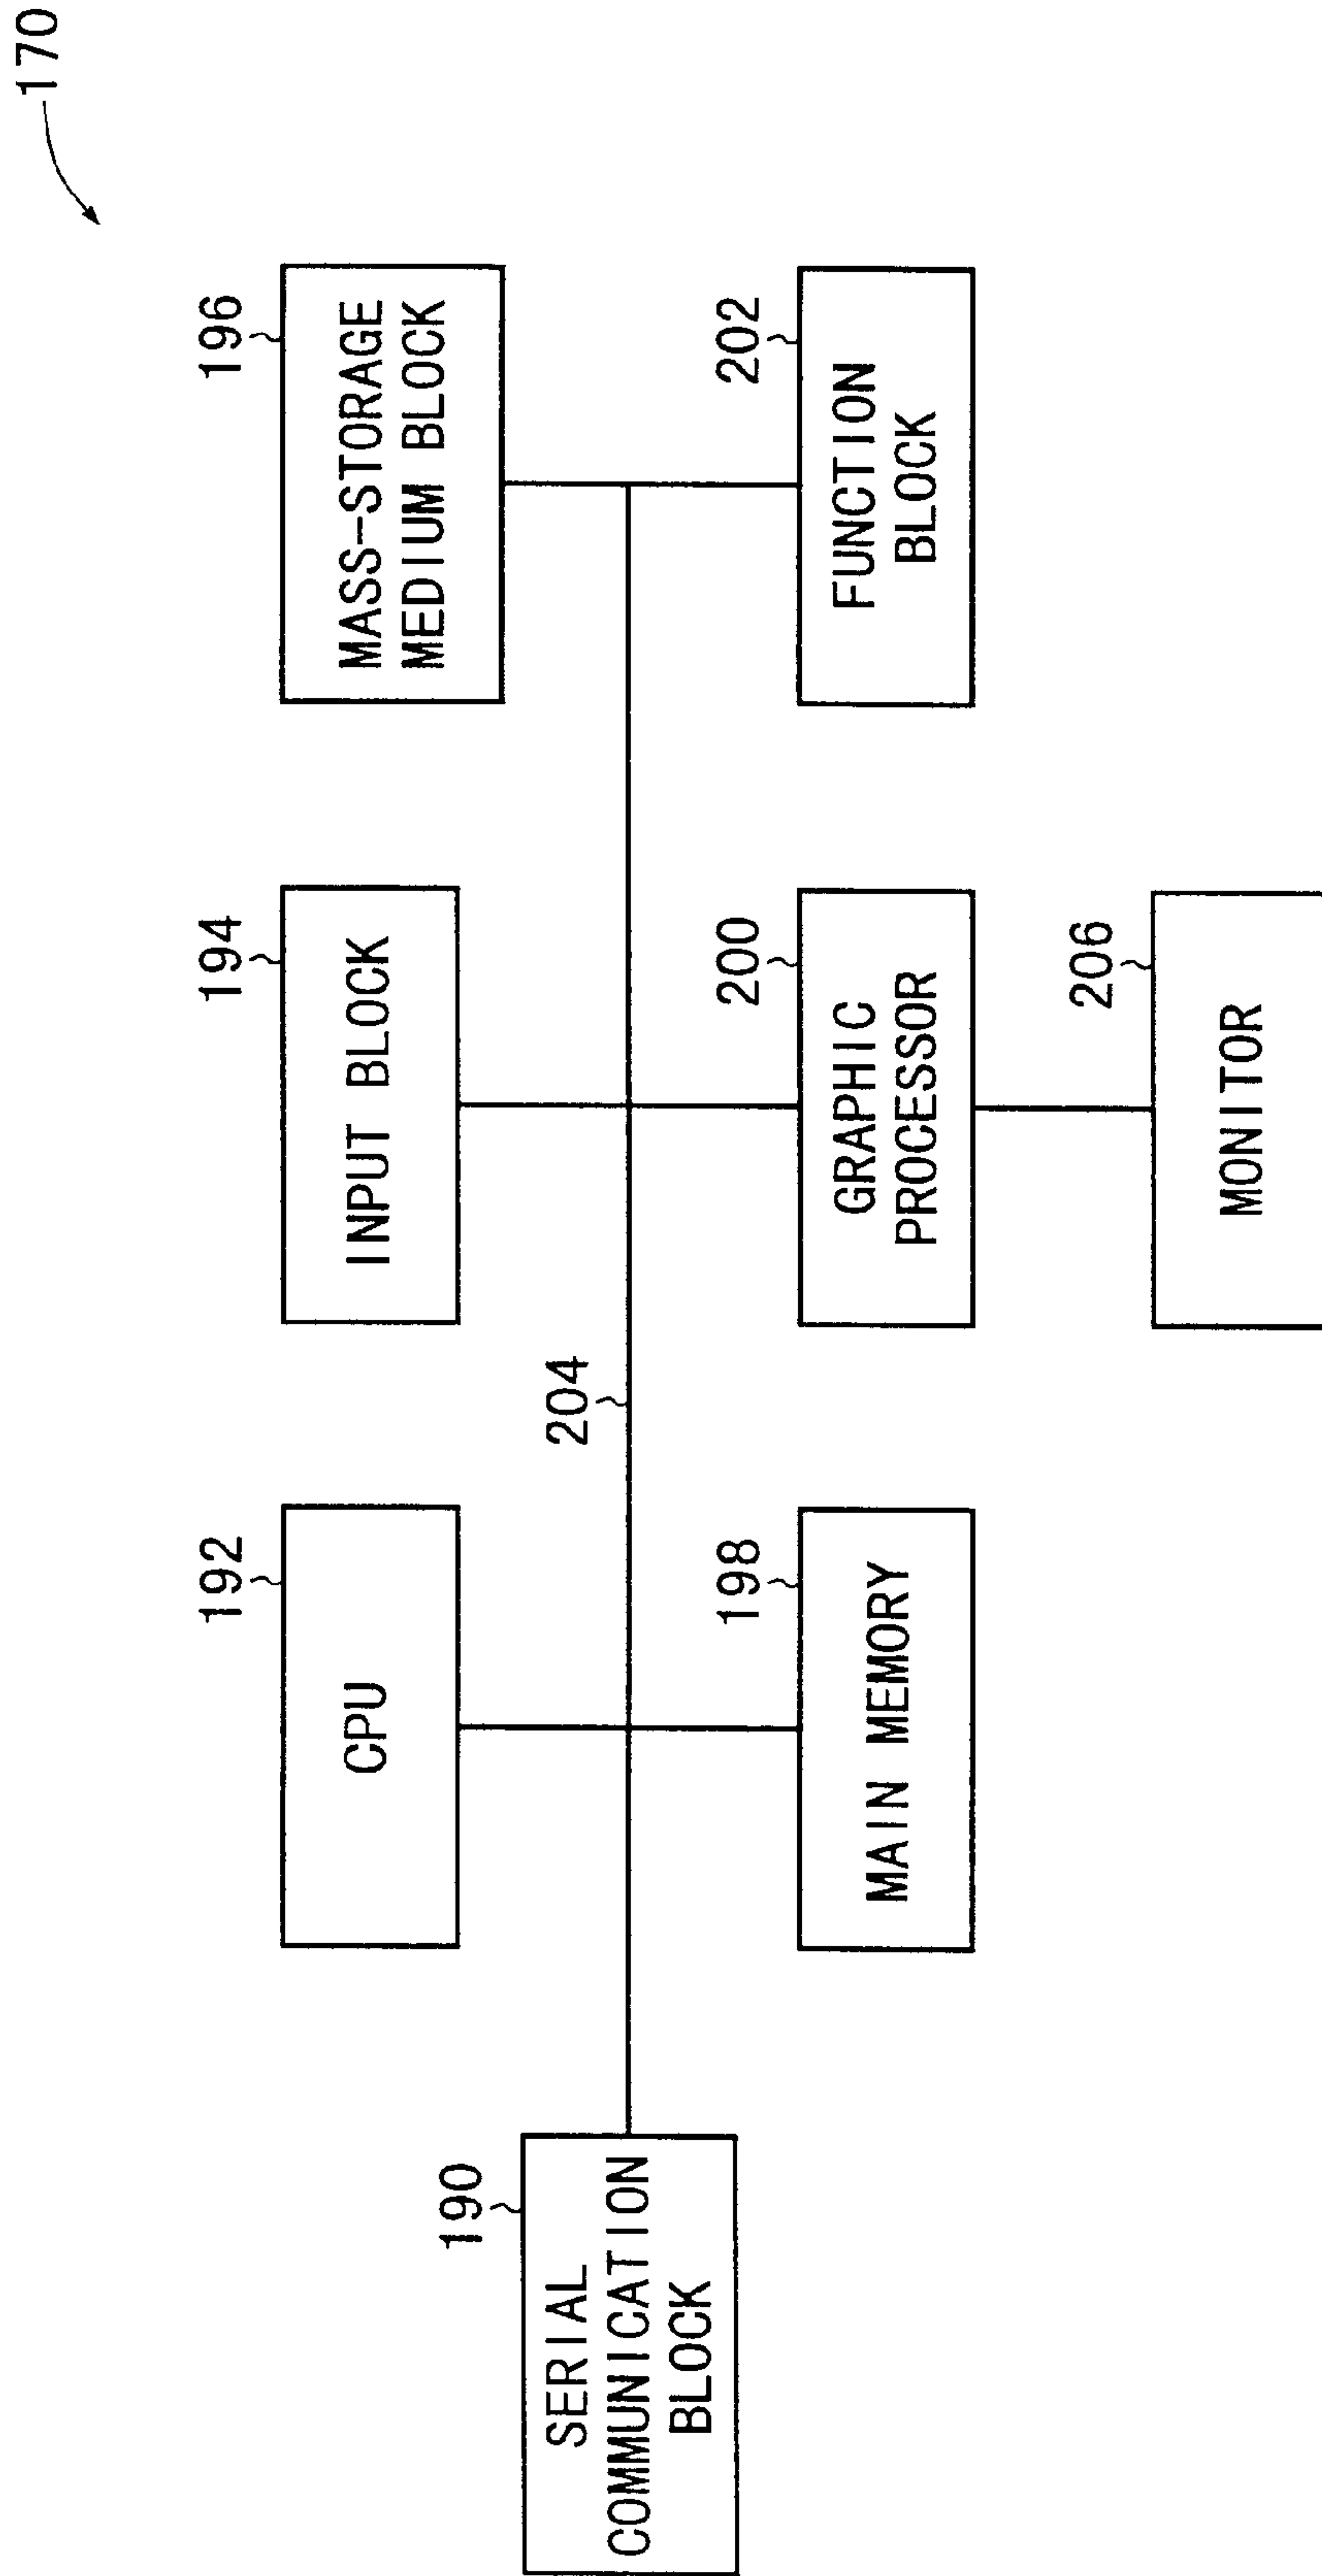 170
192
CPU
194
INPUT BLOCK
196
MASS-STORAGE
MEDIUM BLOCK
190
SERIAL
COMMUNICATION
BLOCK
204
198
MAIN MEMORY
200
GRAPHIC
PROCESSOR
202
FUNCTION
BLOCK
206
MONITOR